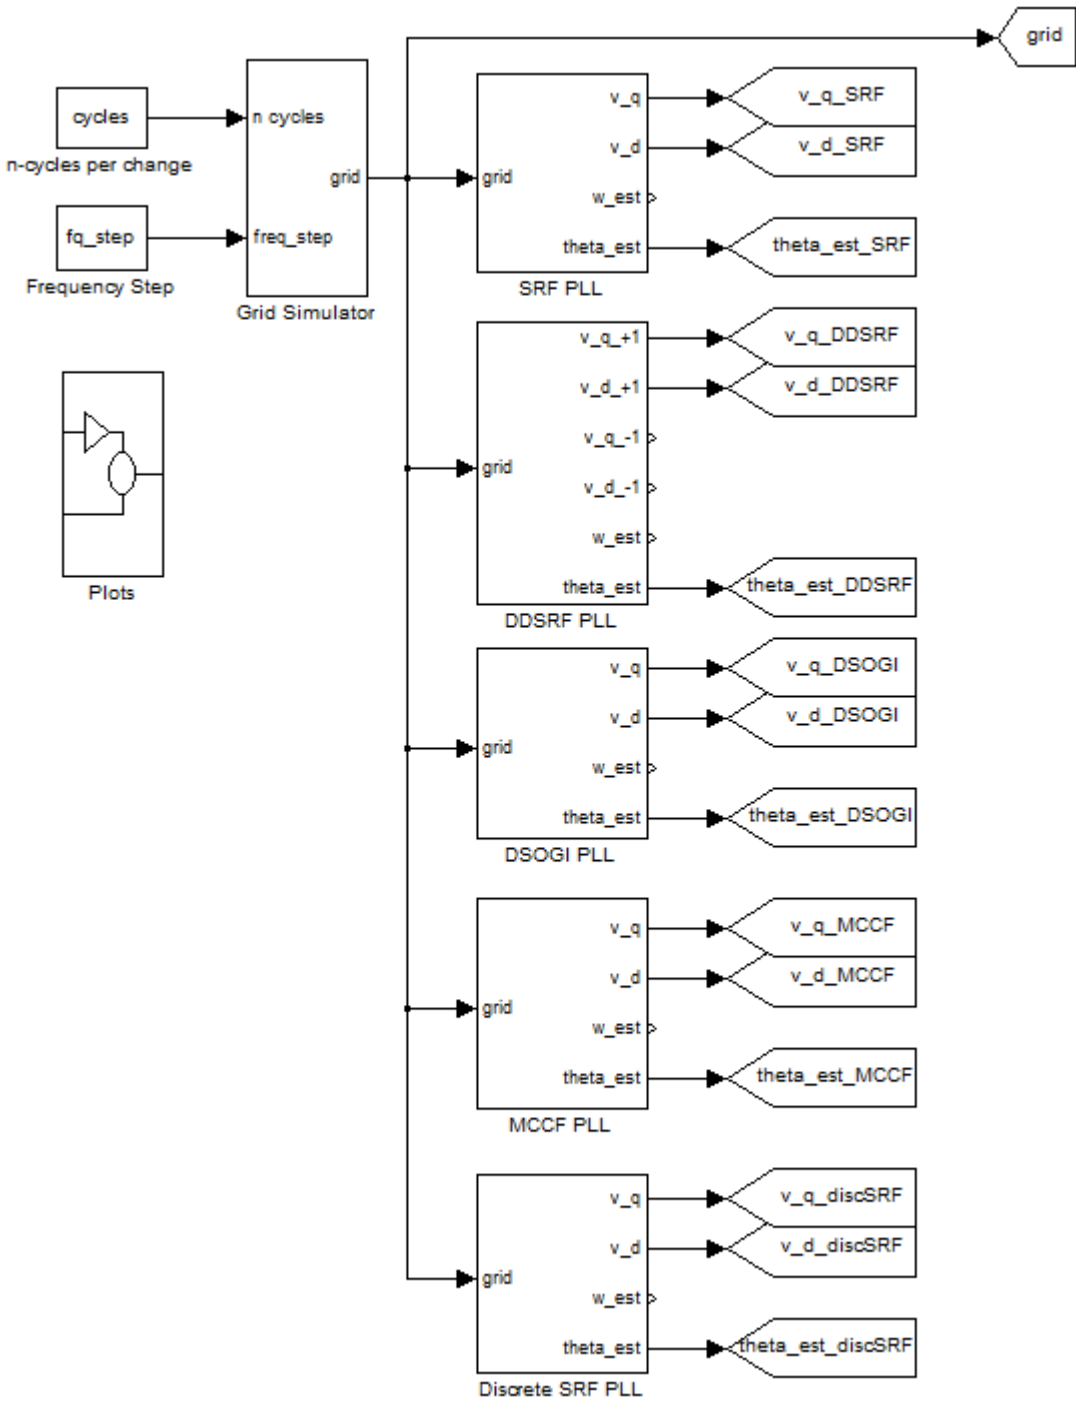 grid
cycles
n-cycles per change
fq_step
Frequency Step
n cycles
grid
freq_step
Grid Simulator
Plots
grid
v_q
v_d
w_est
theta_est
SRF PLL
v_q_SRF
v_d_SRF
theta_est_SRF
grid
v_q_+1
v_d_+1
v_q_-1
v_d_-1
w_est
theta_est
DDSRF PLL
v_q_DDSRF
v_d_DDSRF
theta_est_DDSRF
grid
v_q
v_d
w_est
theta_est
DSOGI PLL
v_q_DSOGI
v_d_DSOGI
theta_est_DSOGI
grid
v_q
v_d
w_est
theta_est
MCCF PLL
v_q_MCCF
v_d_MCCF
theta_est_MCCF
grid
v_q
v_d
w_est
theta_est
Discrete SRF PLL
v_q_discSRF
v_d_discSRF
theta_est_discSRF